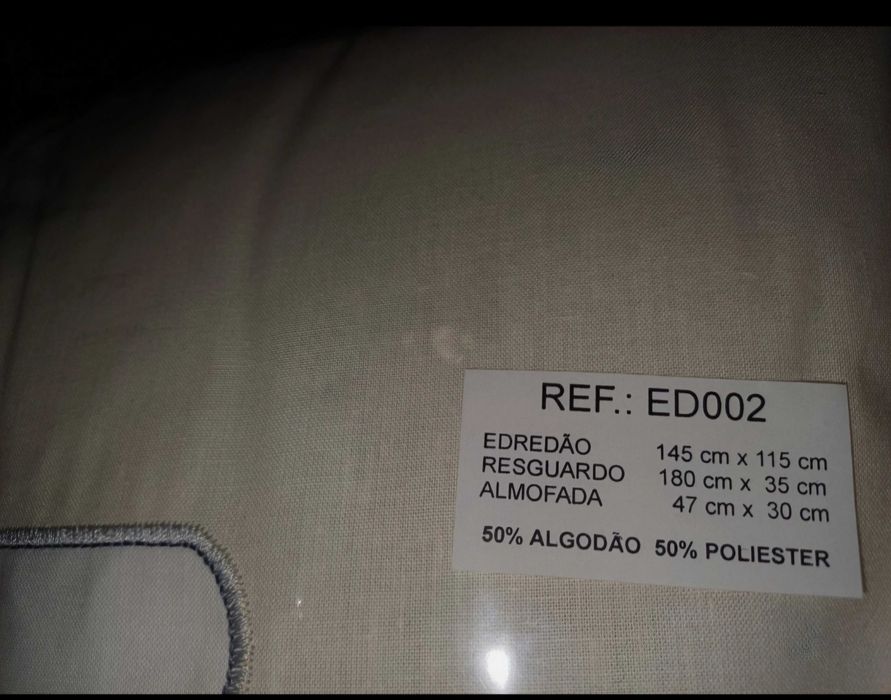 REF.: ED002
EDREDÃO 145 cm x 115 cm
RESGUARDO 180 cm x 35 cm
ALMOFADA 47 cm x 30 cm
50% ALGODÃO 50% POLIESTER